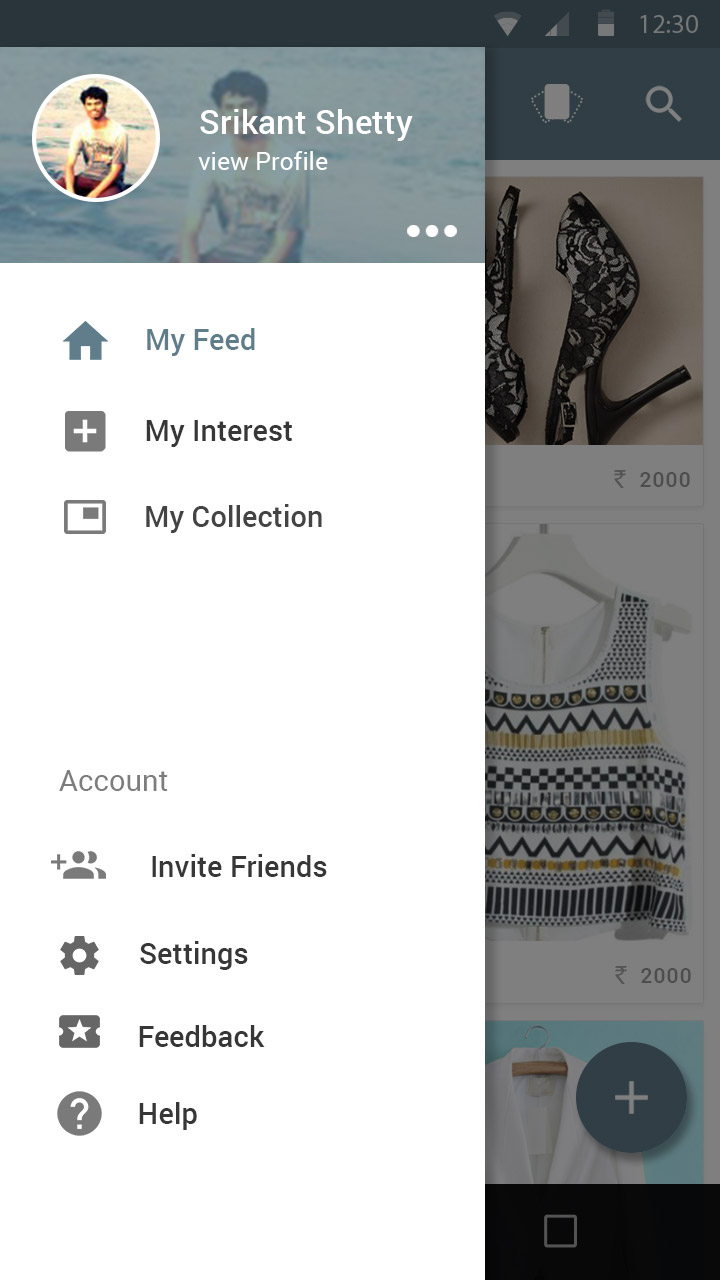 12:30
Srikant Shetty
view Profile
My Feed
My Interest
My Collection
₹ 2000
Account
Invite Friends
Settings
₹ 2000
Feedback
Help